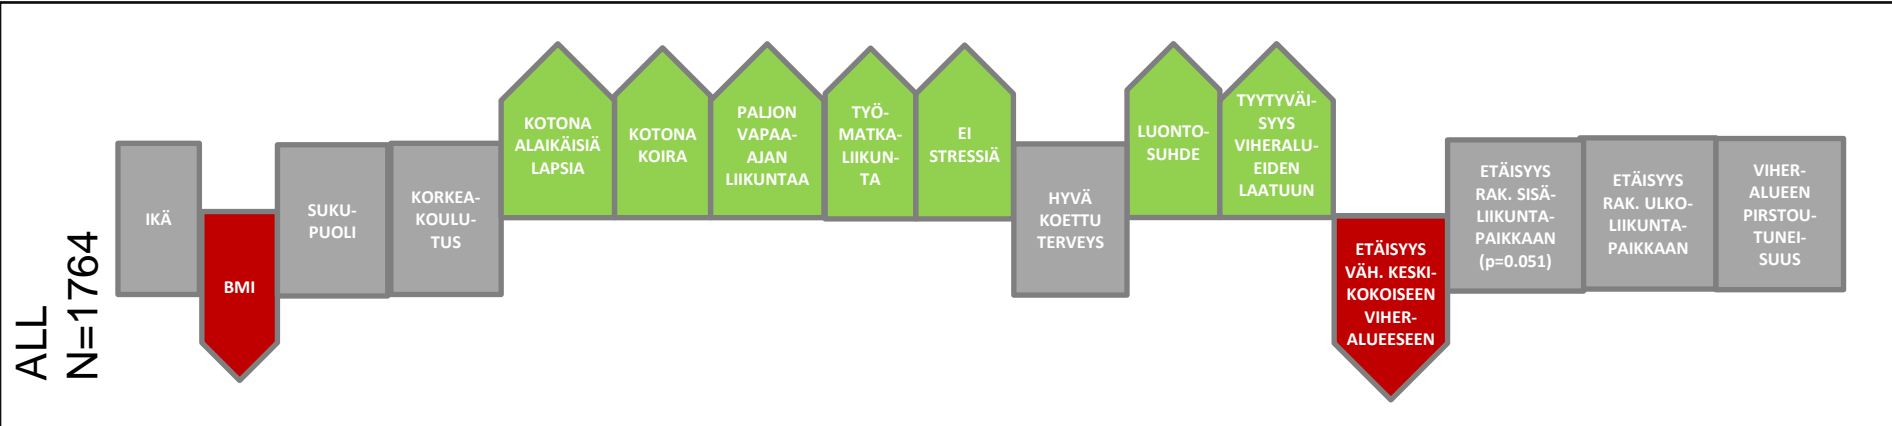 ALL
N=1764
IKÄ
BMI
SUKU-
PUOLI
KORKEA-
KOULU-
TUS
KOTONA
ALAIKÄISIÄ
LAPSIA
KOTONA
KOIRA
PALJON
VAPAA-
AJAN
LIIKUNTAA
TYÖ-
MATKA-
LIIKUN-
TA
EI
STRESSIÄ
HYVÄ
KOETTU
TERVEYS
LUONTO-
SUHDE
TYYTYVÄI-
SYYS
VIHERALU-
EIDEN
LAATUUN
ETÄISYYS
VÄH. KESKI-
KOKOISEEN
VIHER-
ALUEESEEN
ETÄISYYS
RAK. SISÄ-
LIIKUNTA-
PAIKKAAN
(p=0.051)
ETÄISYYS
RAK. ULKO-
LIIKUNTA-
PAIKKAAN
VIHER-
ALUEEN
PIRSTOU-
TUNEI-
SUUS